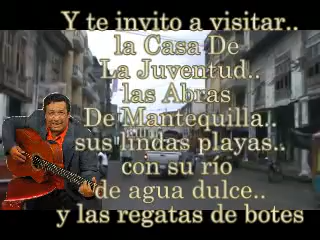 Y te invito a visitar..
la Casa De
La Juventud..
las Abras
De Mantequilla..
sus lindas playas..
con su río
de agua dulce..
y las regatas de botes